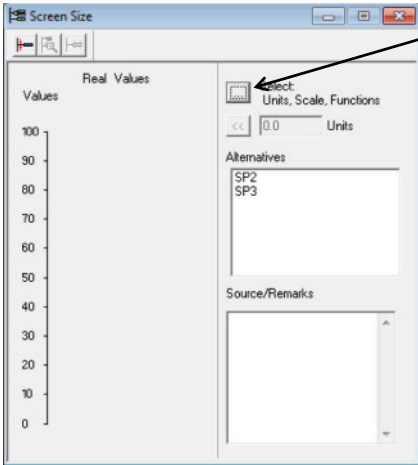 Screen Size
Real Values
Values
100
90
80
70
60
50
40
30
20
10
0
Select:
Units, Scale, Functions
<<
0.0
Units
Alternatives
SP2
SP3
Source/Remarks